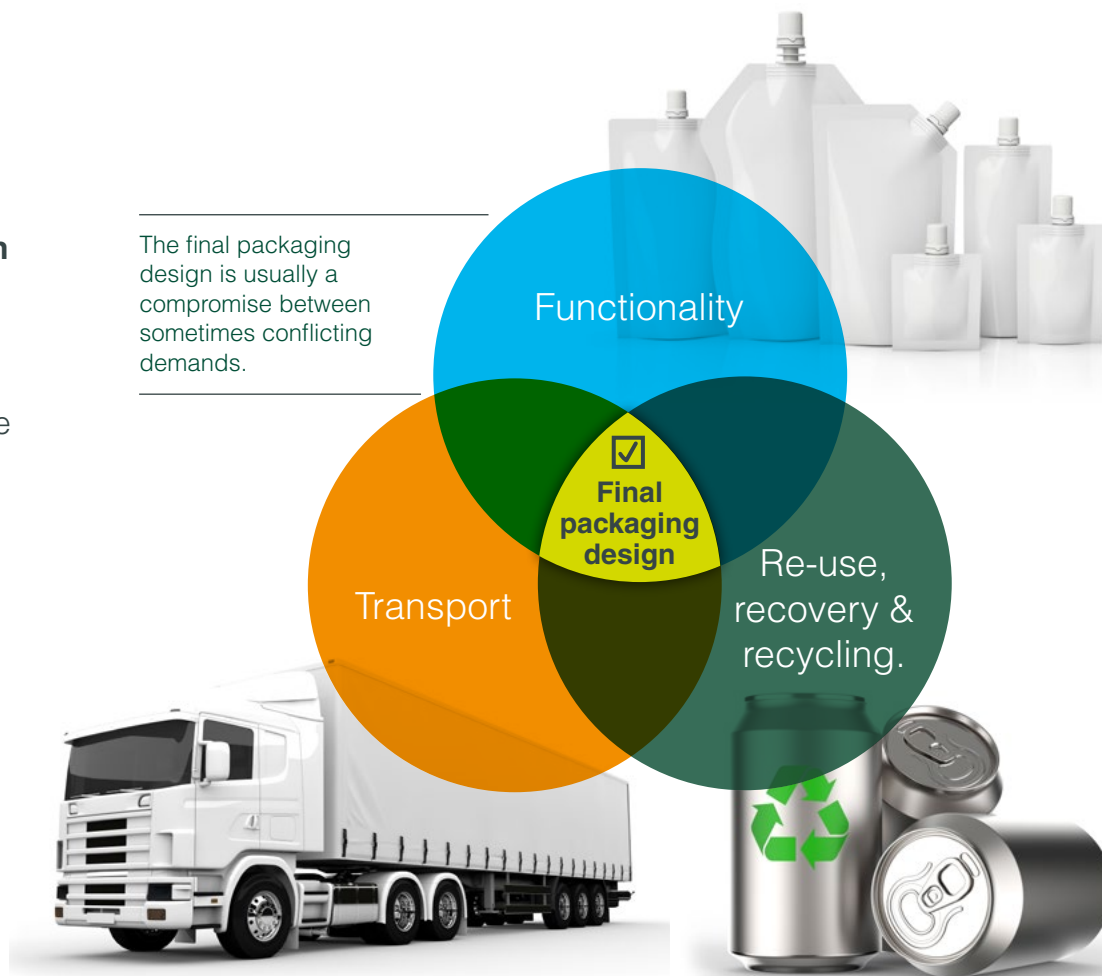 n
The final packaging
design is usually a
compromise between
sometimes conflicting
demands.
e
Functionality
Final
packaging
design
Transport
Re-use,
recovery &
recycling.